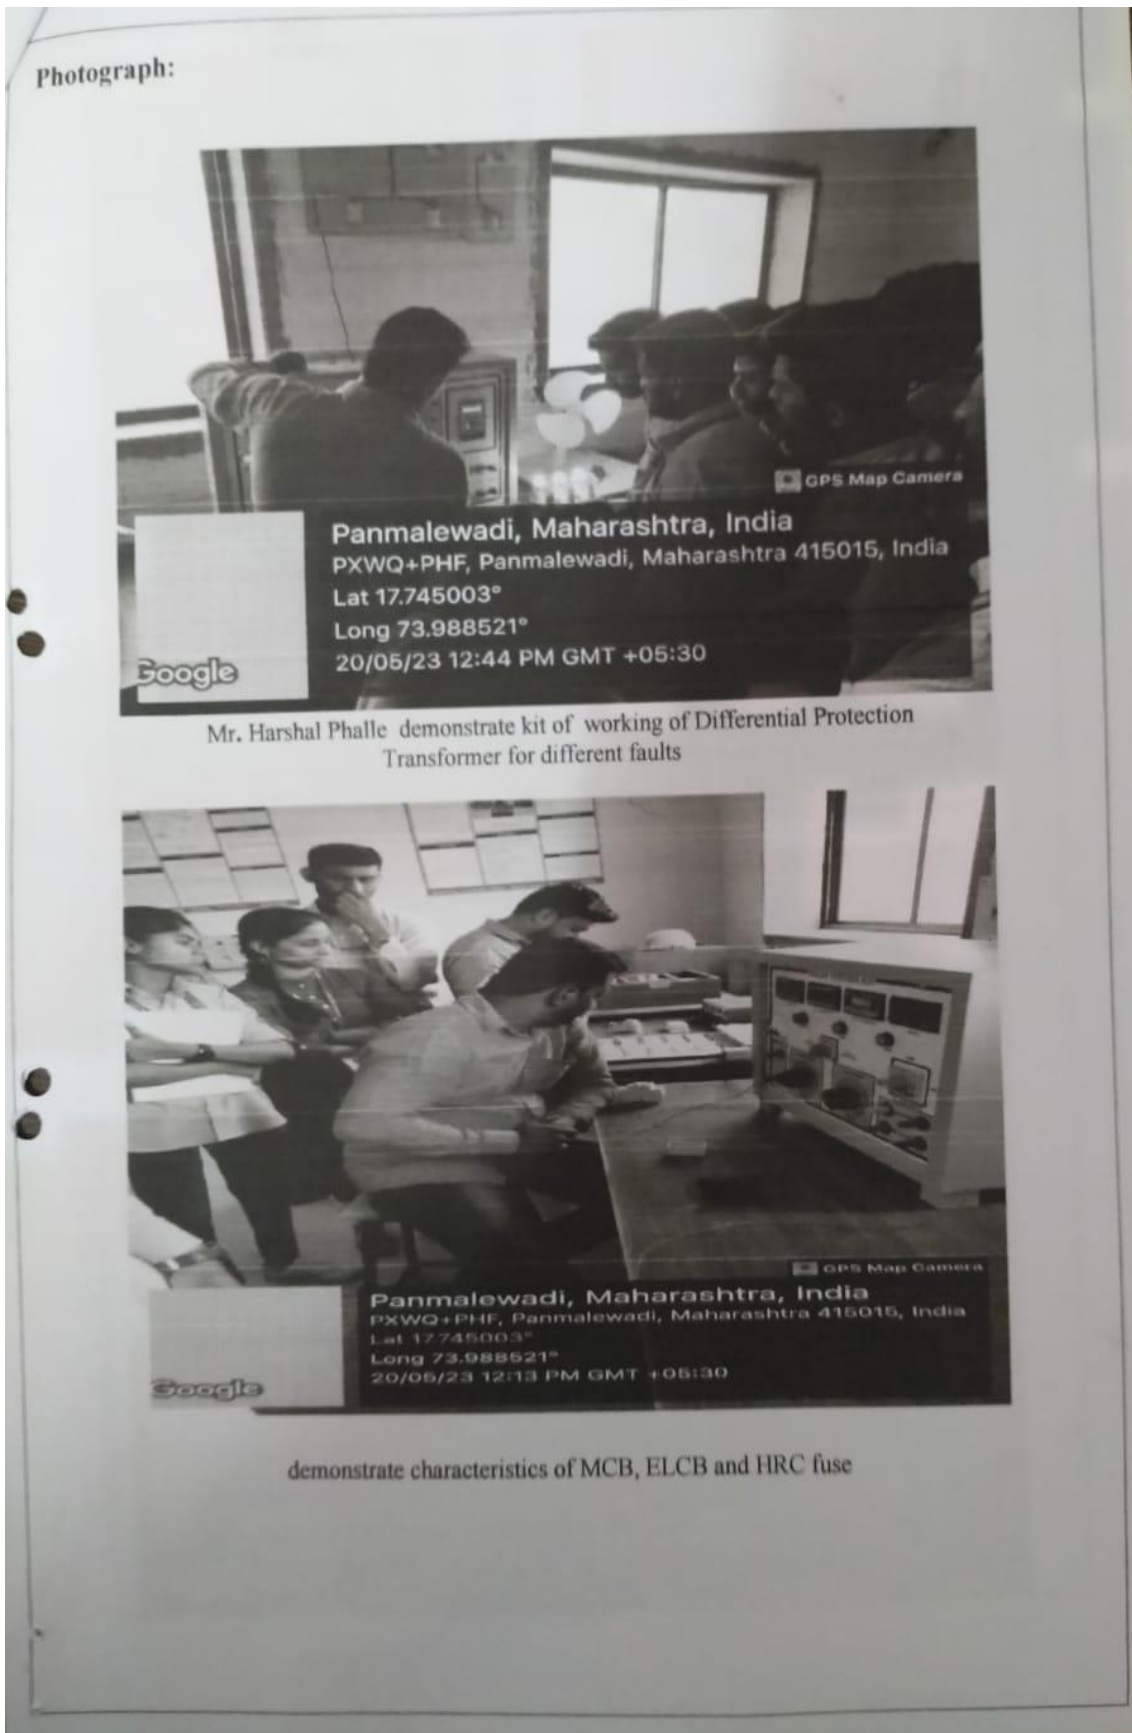 Photograph:
GPS Map Camera
Panmalewadi, Maharashtra, India
PXWQ+PHF, Panmalewadi, Maharashtra 415015, India
Lat 17.745003°
Long 73.988521°
20/05/23 12:44 PM GMT +05:30
Google
Mr. Harshal Phalle demonstrate kit of working of Differential Protection
Transformer for different faults
GPS Map Camera
Panmalewadi, Maharashtra, India
PXWQ+PHF, Panmalewadi, Maharashtra 415015, India
Lat 17.745003°
Long 73.988521°
20/05/23 12:13 PM GMT +05:30
Google
demonstrate characteristics of MCB, ELCB and HRC fuse